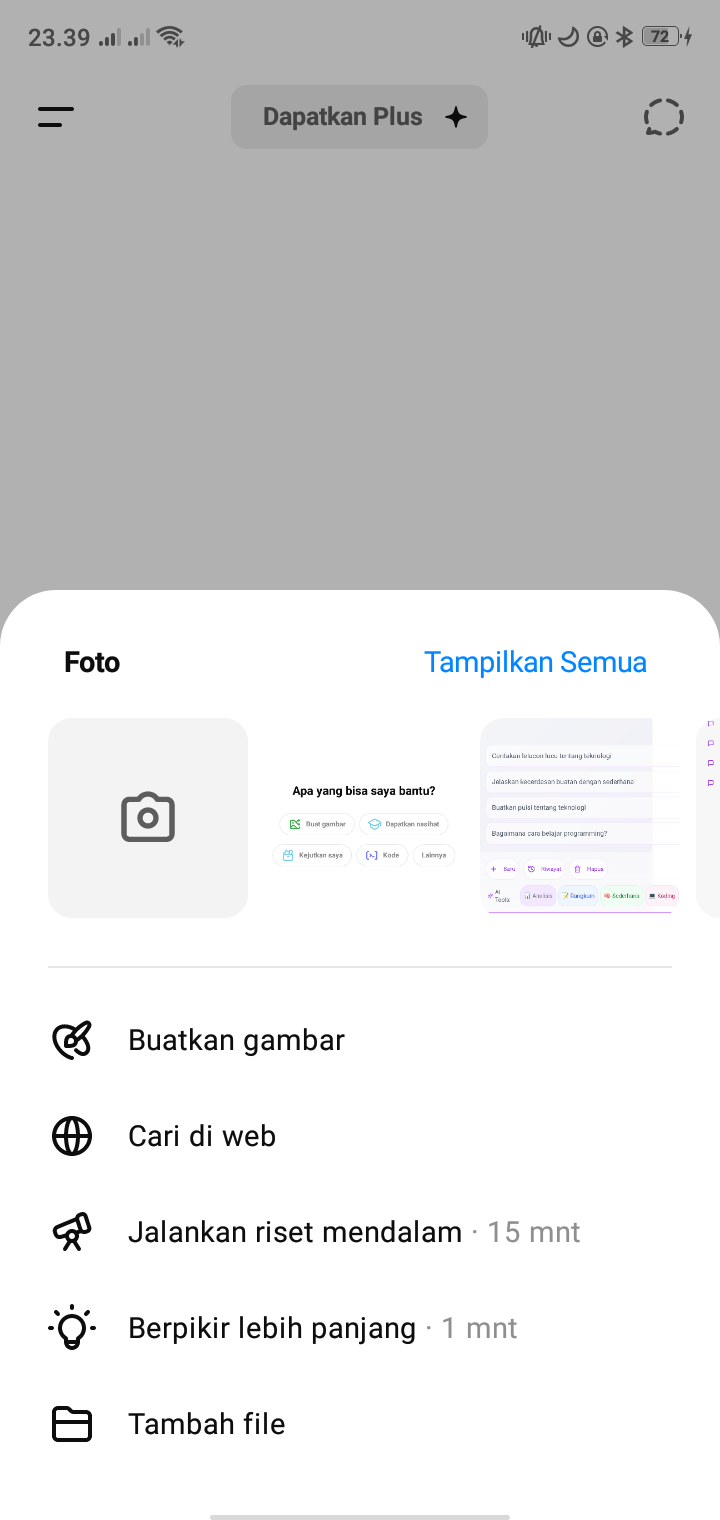 23.39
72
Dapatkan Plus
Foto
Tampilkan Semua
Apa yang bisa saya bantu?
Buat gambar
Dapatkan nasihat
Kejutkan saya
Kode
Lainnya
Ceritakan lelucon lucu tentang teknologi
Jelaskan kecerdasan buatan dengan sederhana
Buatkan puisi tentang teknologi
Bagaimana cara belajar programming?
Baru
Riwayat
Hapus
AI
Tools:
Analisis
Rangkum
Sederhana
Koding
Buatkan gambar
Cari di web
Jalankan riset mendalam · 15 mnt
Berpikir lebih panjang · 1 mnt
Tambah file